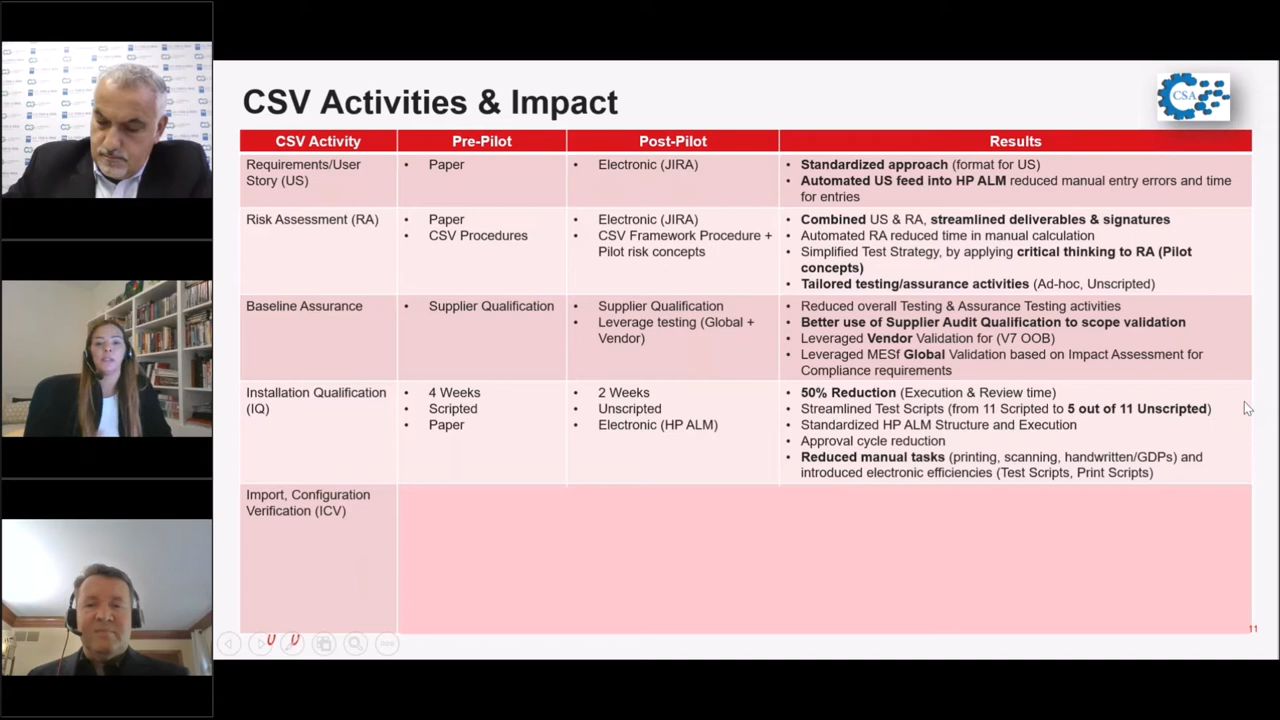 CSV Activities & Impact
CSA
CSV Activity
Pre-Pilot
Post-Pilot
Results
Requirements/User
Story (US)
• Paper
• Electronic (JIRA)
• Standardized approach (format for US)
• Automated US feed into HP ALM reduced manual entry errors and time
for entries
Risk Assessment (RA)
• Paper
• CSV Procedures
• Electronic (JIRA)
• CSV Framework Procedure +
Pilot risk concepts
• Combined US & RA, streamlined deliverables & signatures
• Automated RA reduced time in manual calculation
• Simplified Test Strategy, by applying critical thinking to RA (Pilot
concepts)
• Tailored testing/assurance activities (Ad-hoc, Unscripted)
Baseline Assurance
• Supplier Qualification
• Supplier Qualification
• Leverage testing (Global +
Vendor)
• Reduced overall Testing & Assurance Testing activities
• Better use of Supplier Audit Qualification to scope validation
• Leveraged Vendor Validation for (V7 OOB)
• Leveraged MESf Global Validation based on Impact Assessment for
Compliance requirements
Installation Qualification
(IQ)
• 4 Weeks
• Scripted
• Paper
• 2 Weeks
• Unscripted
• Electronic (HP ALM)
• 50% Reduction (Execution & Review time)
• Streamlined Test Scripts (from 11 Scripted to 5 out of 11 Unscripted)
• Standardized HP ALM Structure and Execution
• Approval cycle reduction
• Reduced manual tasks (printing, scanning, handwritten/GDPs) and
introduced electronic efficiencies (Test Scripts, Print Scripts)
Import, Configuration
Verification (ICV)
11